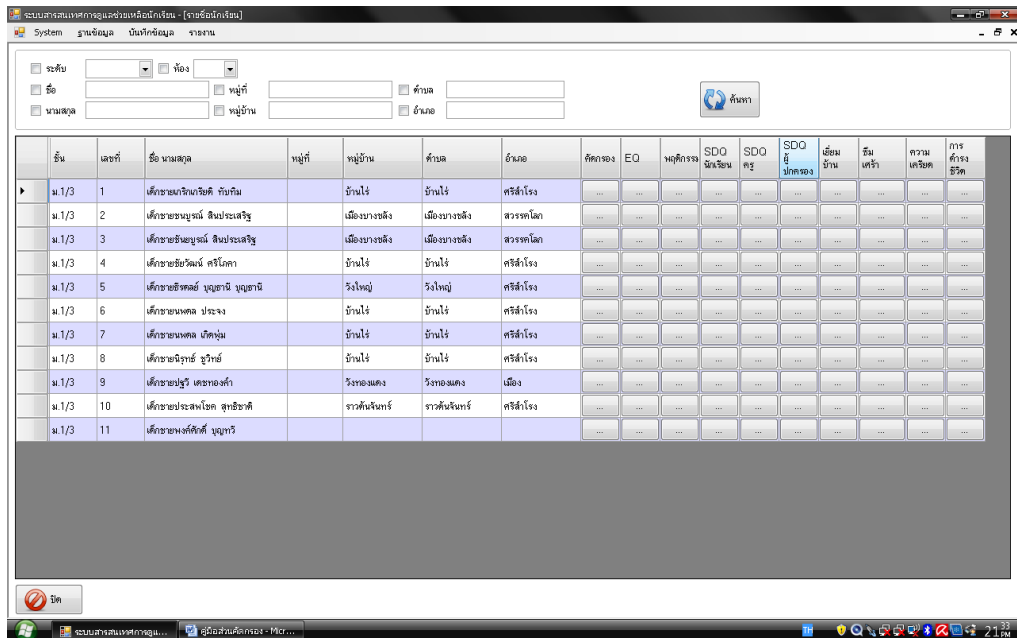 ระบบสารสนเทศการดูแลช่วยเหลือนักเรียน - [รายชื่อนักเรียน]
System ฐานข้อมูล บันทึกข้อมูล รายงาน
ระดับ ห้อง
ชื่อ หมู่ที่ ตำบล
นามสกุล หมู่บ้าน อำเภอ
ค้นหา
ชั้น เลขที่ ชื่อ นามสกุล หมู่ที่ หมู่บ้าน ตำบล อำเภอ คัดกรอง EQ พฤติกรรม SDQ นักเรียน SDQ ครู SDQ ผู้ปกครอง เยี่ยมบ้าน ซึมเศร้า ความเครียด การดำรงชีวิต
ม.1/3 1 เด็กชายเกริกเกียรติ ทับทิม บ้านไร่ บ้านไร่ ศรีสำโรง ... ... ... ... ... ... ... ... ... ...
ม.1/3 2 เด็กชายชนบูรณ์ สินประเสริฐ เมืองบางขลัง เมืองบางขลัง สวรรคโลก ... ... ... ... ... ... ... ... ... ...
ม.1/3 3 เด็กชายชันยบูรณ์ สินประเสริฐ เมืองบางขลัง เมืองบางขลัง สวรรคโลก ... ... ... ... ... ... ... ... ... ...
ม.1/3 4 เด็กชายชัยวัฒน์ ศรีโภคา บ้านไร่ บ้านไร่ ศรีสำโรง ... ... ... ... ... ... ... ... ... ...
ม.1/3 5 เด็กชายธิรดลย์ บุญธานี บุญธานี วังใหญ่ วังใหญ่ ศรีสำโรง ... ... ... ... ... ... ... ... ... ...
ม.1/3 6 เด็กชายนพดล ประจง บ้านไร่ บ้านไร่ ศรีสำโรง ... ... ... ... ... ... ... ... ... ...
ม.1/3 7 เด็กชายนพดล เกิดพุ่ม บ้านไร่ บ้านไร่ ศรีสำโรง ... ... ... ... ... ... ... ... ... ...
ม.1/3 8 เด็กชายนิรุทธ์ ชูวิทย์ บ้านไร่ บ้านไร่ ศรีสำโรง ... ... ... ... ... ... ... ... ... ...
ม.1/3 9 เด็กชายปฐวี เดชทองคำ วังทองแดง วังทองแดง เมือง ... ... ... ... ... ... ... ... ... ...
ม.1/3 10 เด็กชายประสพโชค สุทธิชาติ ราวต้นจันทร์ ราวต้นจันทร์ ศรีสำโรง ... ... ... ... ... ... ... ... ... ...
ม.1/3 11 เด็กชายพงศ์ศักดิ์ บุญทวี ... ... ... ... ... ... ... ... ... ...
ปิด
ระบบสารสนเทศการดูแ... คู่มือส่วนคัดกรอง - Micr... TH 21 33 PM